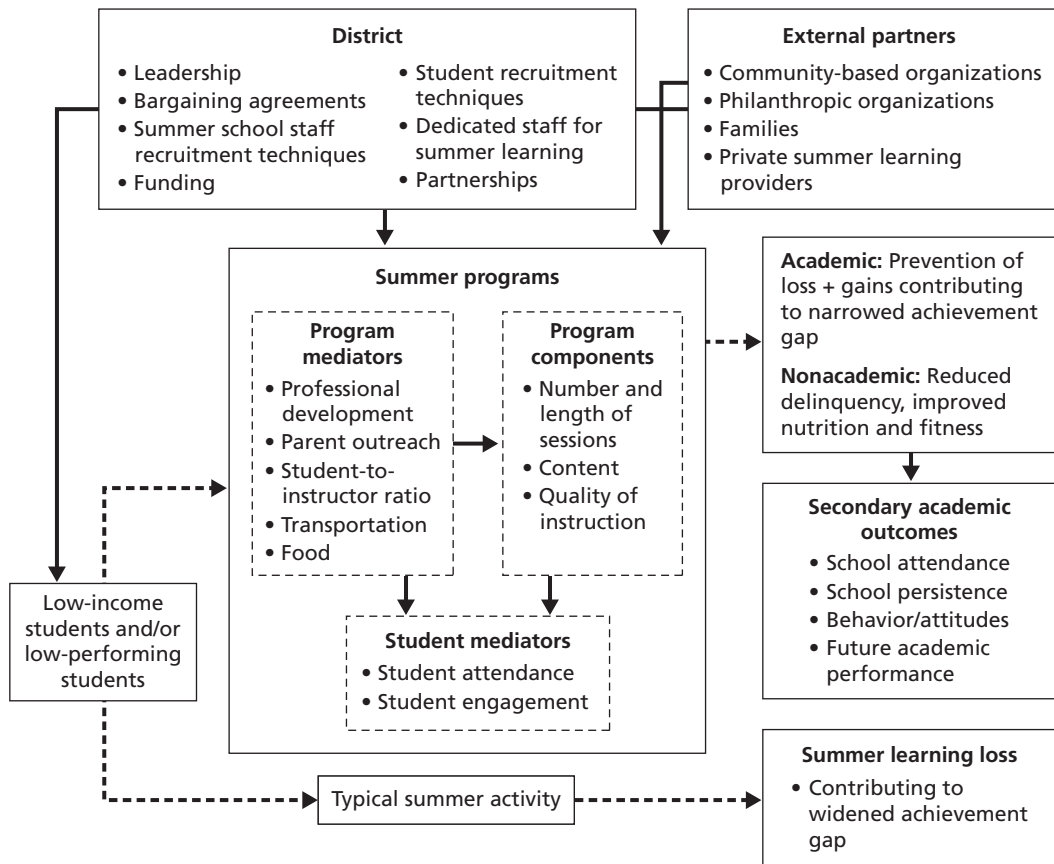 District
• Leadership
• Bargaining agreements
• Summer school staff
recruitment techniques
• Funding
• Student recruitment
techniques
• Dedicated staff for
summer learning
• Partnerships
External partners
• Community-based organizations
• Philanthropic organizations
• Families
• Private summer learning
providers
Summer programs
Program
mediators
• Professional
development
• Parent outreach
• Student-to-
instructor ratio
• Transportation
• Food
Program
components
• Number and
length of
sessions
• Content
• Quality of
instruction
Student mediators
• Student attendance
• Student engagement
Academic: Prevention of
loss + gains contributing
to narrowed achievement
gap
Nonacademic: Reduced
delinquency, improved
nutrition and fitness
Secondary academic
outcomes
• School attendance
• School persistence
• Behavior/attitudes
• Future academic
performance
Low-income
students and/or
low-performing
students
Typical summer activity
Summer learning loss
• Contributing to
widened achievement
gap